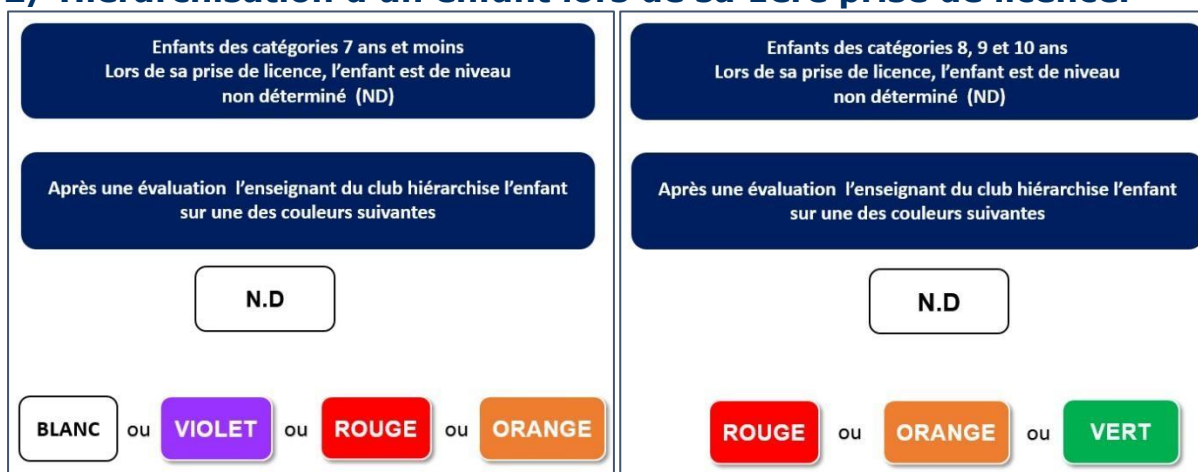 2) Hiérarchisation d'un enfant lors de sa 1ère prise de licence.
Enfants des catégories 7 ans et moins
Lors de sa prise de licence, l'enfant est de niveau
non déterminé (ND)
Après une évaluation l'enseignant du club hiérarchise l'enfant
sur une des couleurs suivantes
N.D
BLANC ou VIOLET ou ROUGE ou ORANGE
Enfants des catégories 8, 9 et 10 ans
Lors de sa prise de licence, l'enfant est de niveau
non déterminé (ND)
Après une évaluation l'enseignant du club hiérarchise l'enfant
sur une des couleurs suivantes
N.D
ROUGE ou ORANGE ou VERT